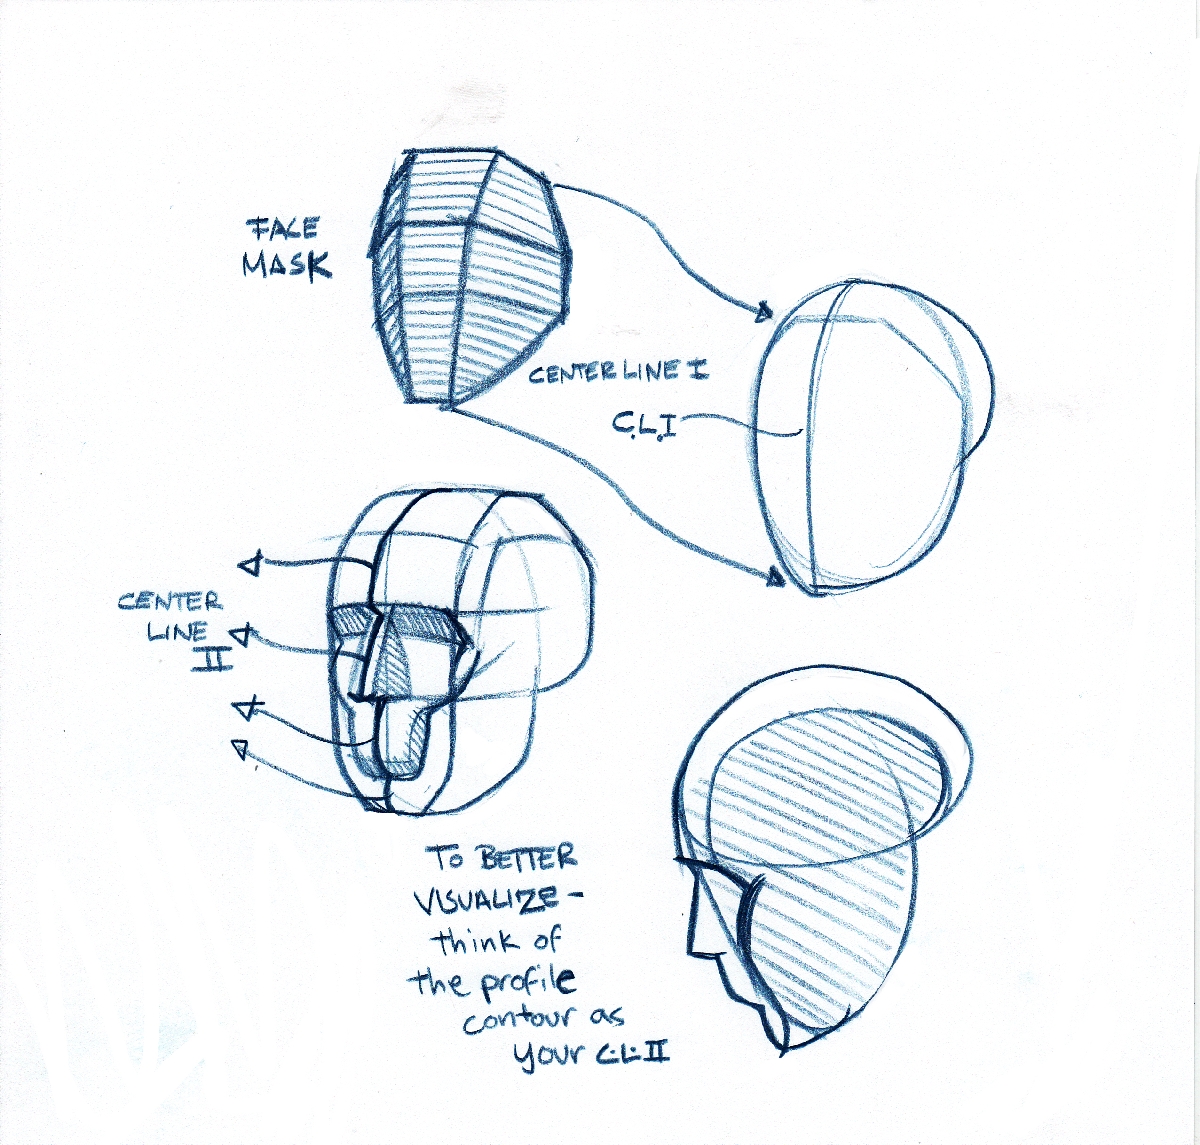 FACE
MASK
CENTER LINE I
C.L.I
CENTER
LINE
II
TO BETTER
VISUALIZE -
think of
the profile
contour as
your C.L.II